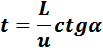 t = L/u ctgα